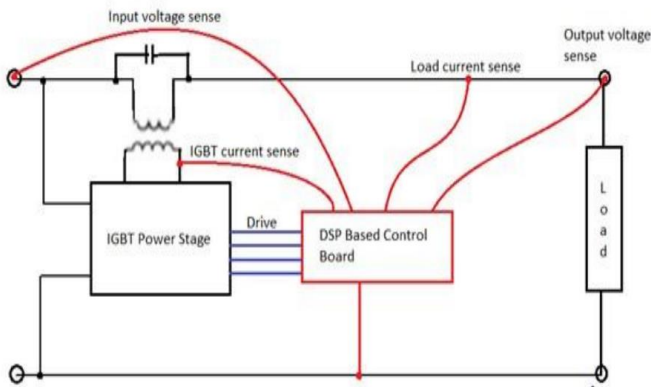 Input voltage sense
Output voltage
sense
Load current sense
IGBT current sense
IGBT Power Stage
Drive
DSP Based Control
Board
L
o
a
d